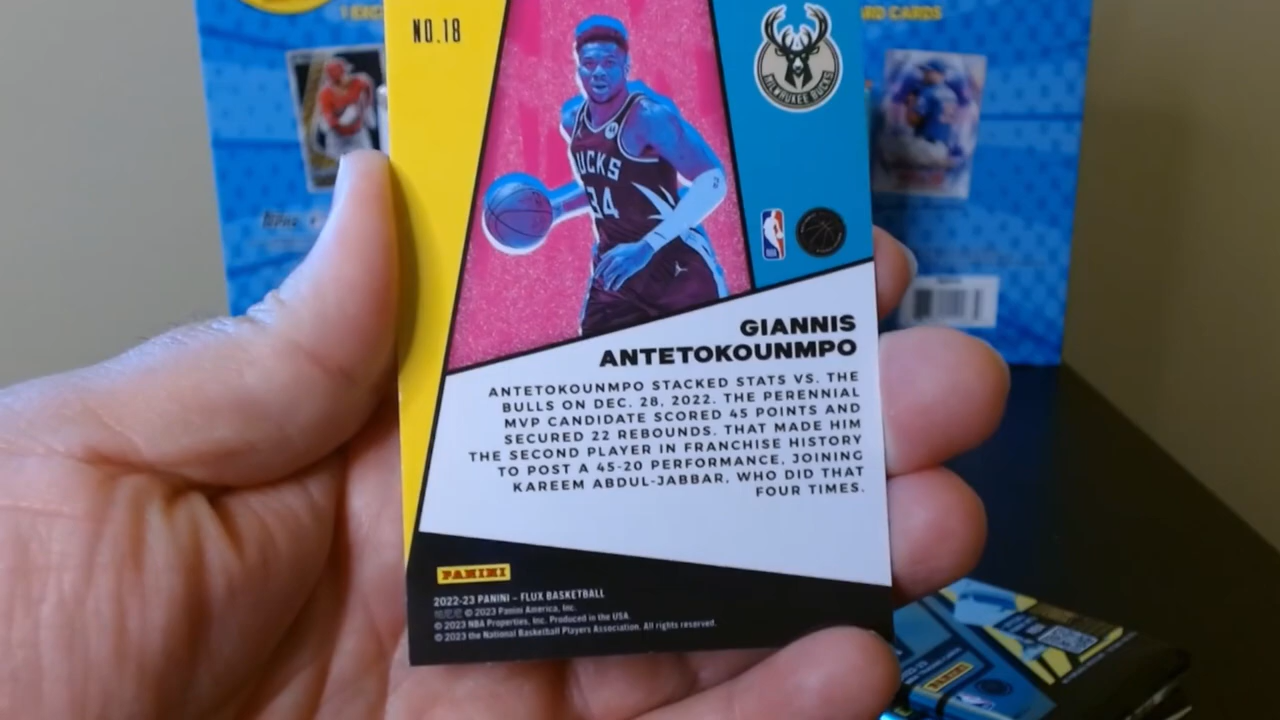 NO.18
MILWAUKEE BUCKS
UCKS
34
GIANNIS
ANTETOKOUNMPO
ANTETOKOUNMPO STACKED STATS VS. THE
BULLS ON DEC. 28, 2022. THE PERENNIAL
MVP CANDIDATE SCORED 45 POINTS AND
SECURED 22 REBOUNDS. THAT MADE HIM
THE SECOND PLAYER IN FRANCHISE HISTORY
TO POST A 45-20 PERFORMANCE, JOINING
KAREEM ABDUL-JABBAR, WHO DID THAT
FOUR TIMES.
PANINI
2022-23 PANINI – FLUX BASKETBALL
© 2023 Panini America, Inc.
© 2023 NBA Properties, Inc. Produced in the USA.
© 2023 the National Basketball Players Association. All rights reserved.
PANINI